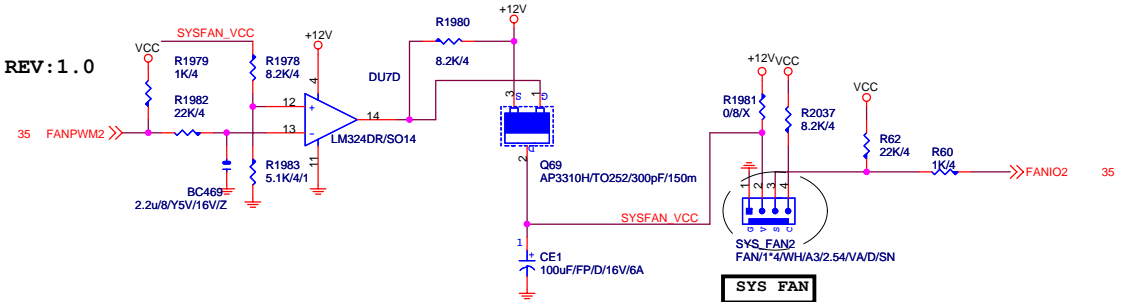 REV:1.0
VCC
SYSFAN_VCC
+12V
R1979
1K/4
R1978
8.2K/4
R1982
22K/4
35 FANPWM2
12
13
+
-
4
11
14
DU7D
LM324DR/SO14
R1983
5.1K/4/1
BC469
2.2u/8/Y5V/16V/Z
R1980
8.2K/4
+12V
3
S
1
G
D
2
Q69
AP3310H/TO252/300pF/150m
SYSFAN_VCC
1
+
CE1
100uF/FP/D/16V/6A
+12V
VCC
R1981
0/8/X
R2037
8.2K/4
VCC
R62
22K/4
R60
1K/4
FANIO2 35
1
2
3
4
G
V
S
C
SYS_FAN2
FAN/1*4/WH/A3/2.54/VA/D/SN
SYS FAN